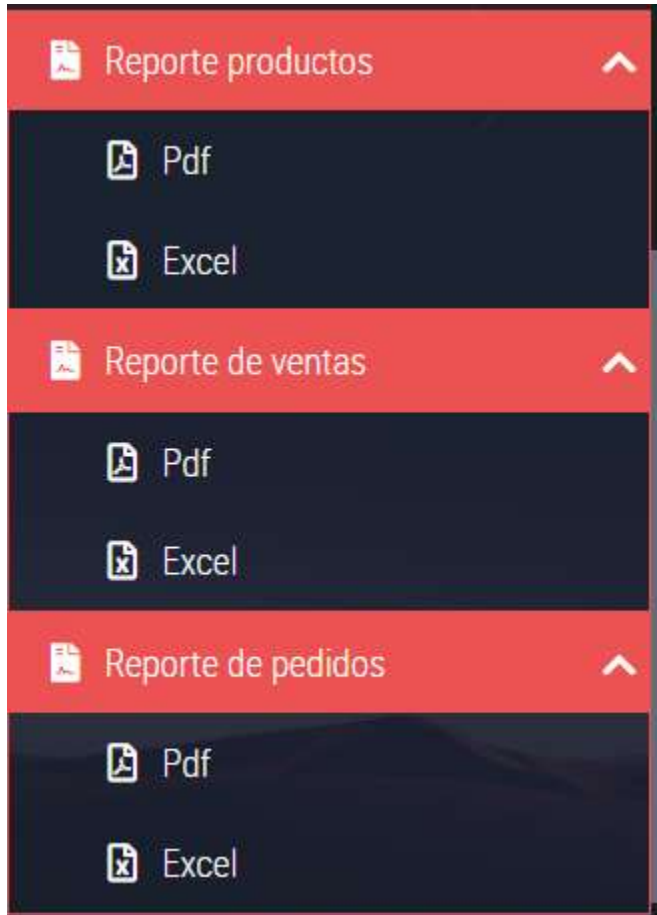 Reporte productos
Pdf
Excel
Reporte de ventas
Pdf
Excel
Reporte de pedidos
Pdf
Excel